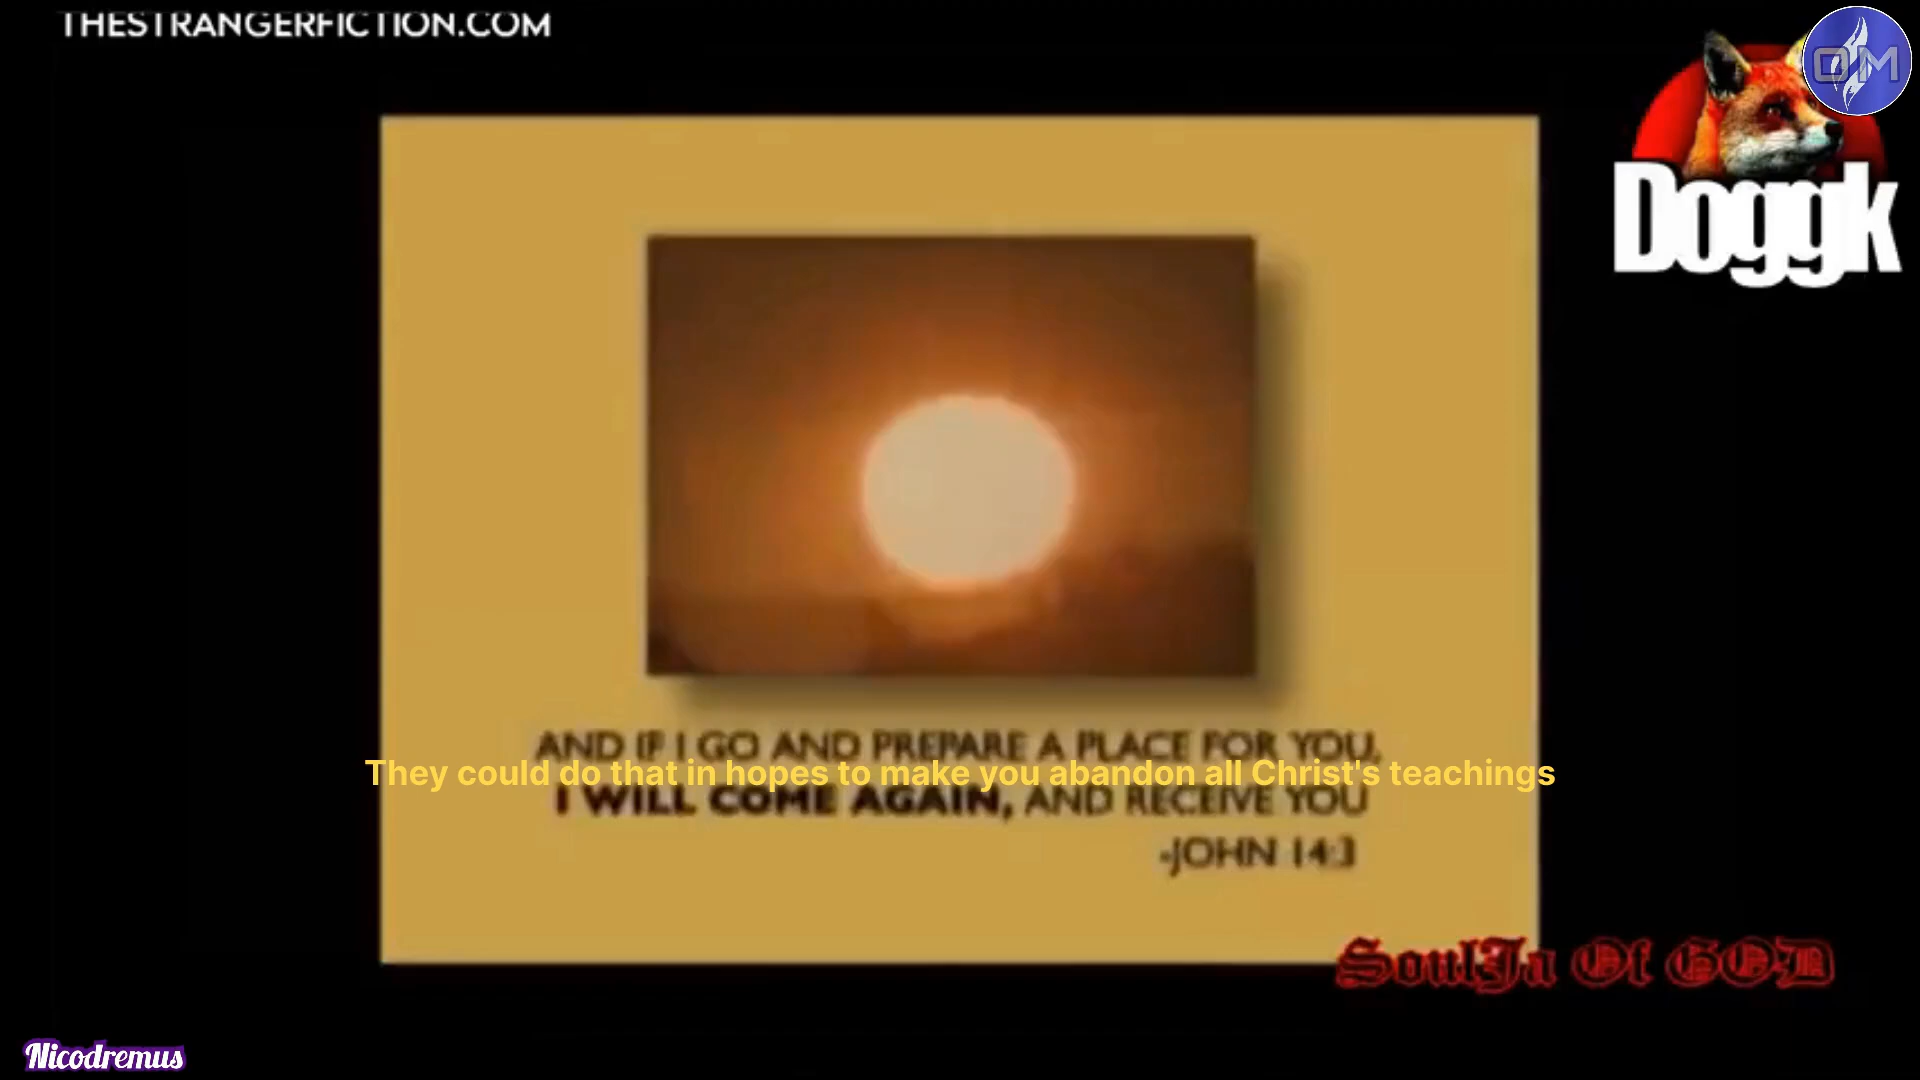 THESTRANGERFICTION.COM
DM
Doggk
AND IF I GO AND PREPARE A PLACE FOR YOU,
They could do that in hopes to make you abandon all Christ's teachings
I WILL COME AGAIN, AND RECEIVE YOU
-JOHN 14:3
SoulJa Of GOD
Nicodremus